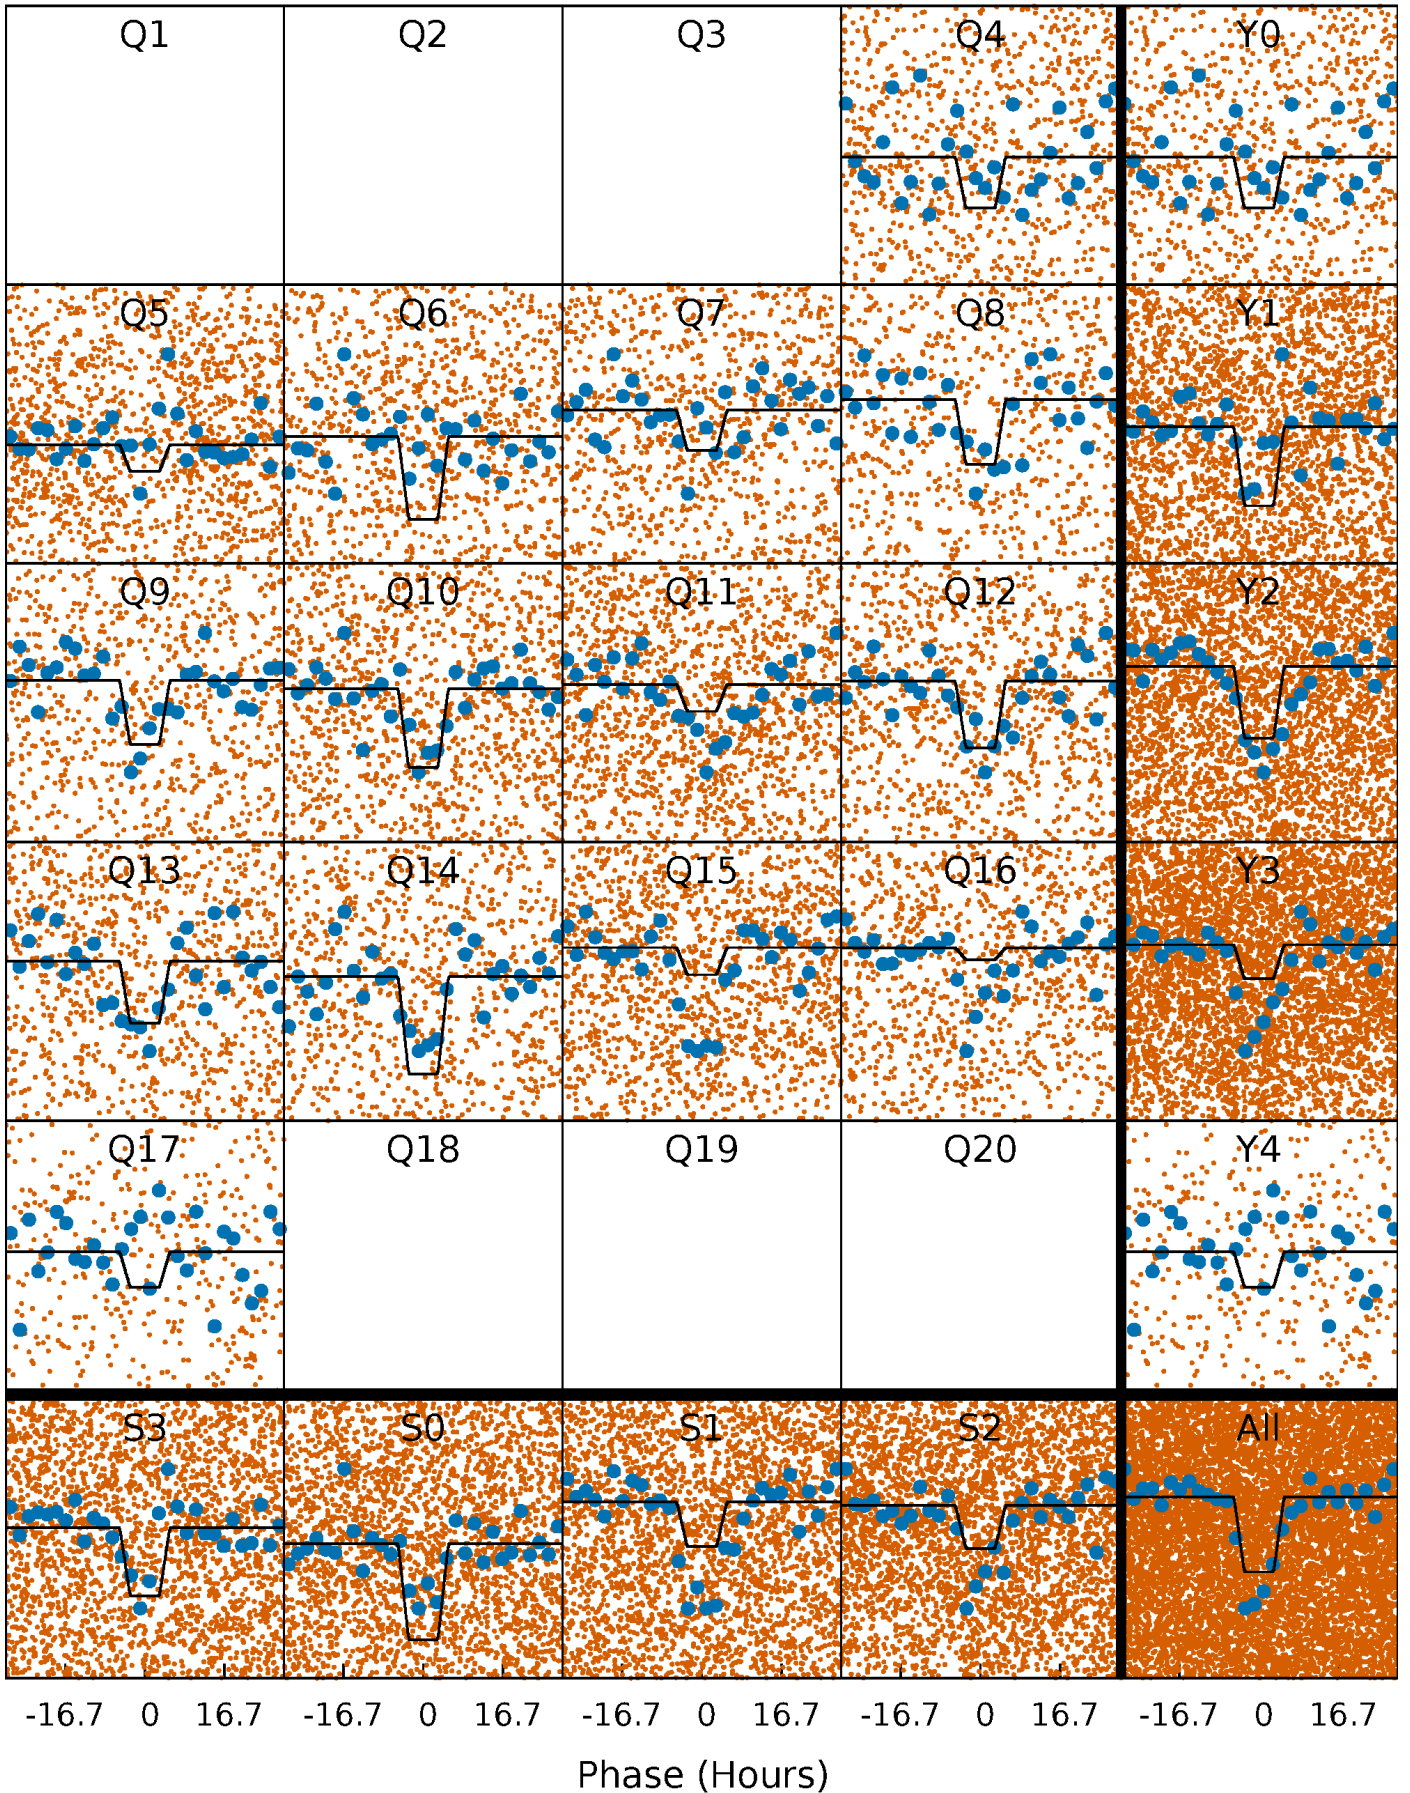 Q1 Q2 Q3 Q4 Y0
Q5 Q6 Q7 Q8 Y1
Q9 Q10 Q11 Q12 Y2
Q13 Q14 Q15 Q16 Y3
Q17 Q18 Q19 Q20 Y4
S3 S0 S1 S2 All
-16.7 0 16.7 -16.7 0 16.7 -16.7 0 16.7 -16.7 0 16.7 -16.7 0 16.7
Phase (Hours)